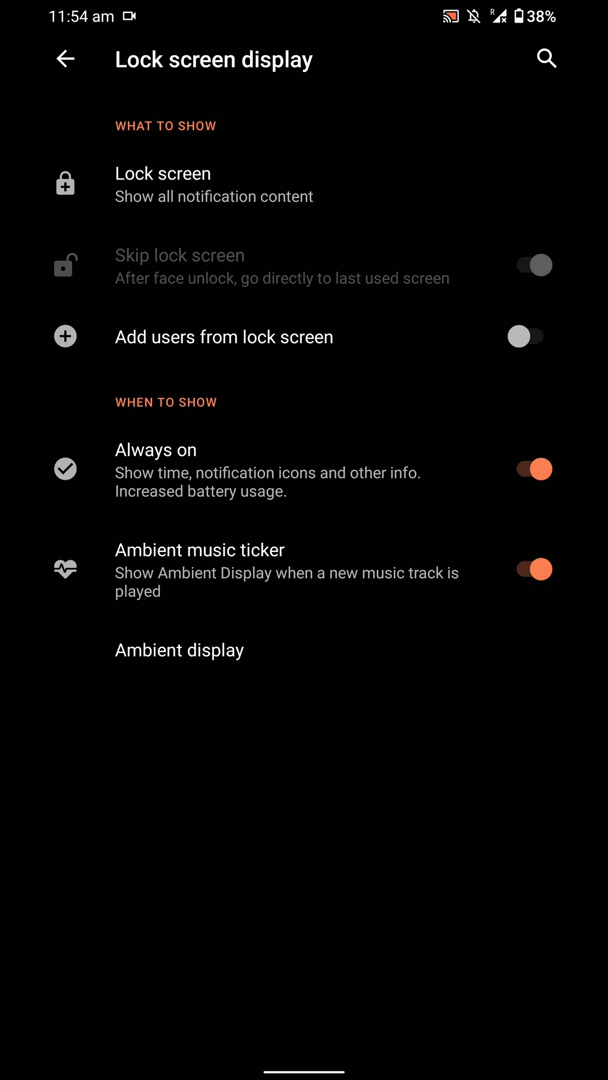 11:54 am
R
38%
Lock screen display
WHAT TO SHOW
Lock screen
Show all notification content
Skip lock screen
After face unlock, go directly to last used screen
Add users from lock screen
WHEN TO SHOW
Always on
Show time, notification icons and other info.
Increased battery usage.
Ambient music ticker
Show Ambient Display when a new music track is
played
Ambient display